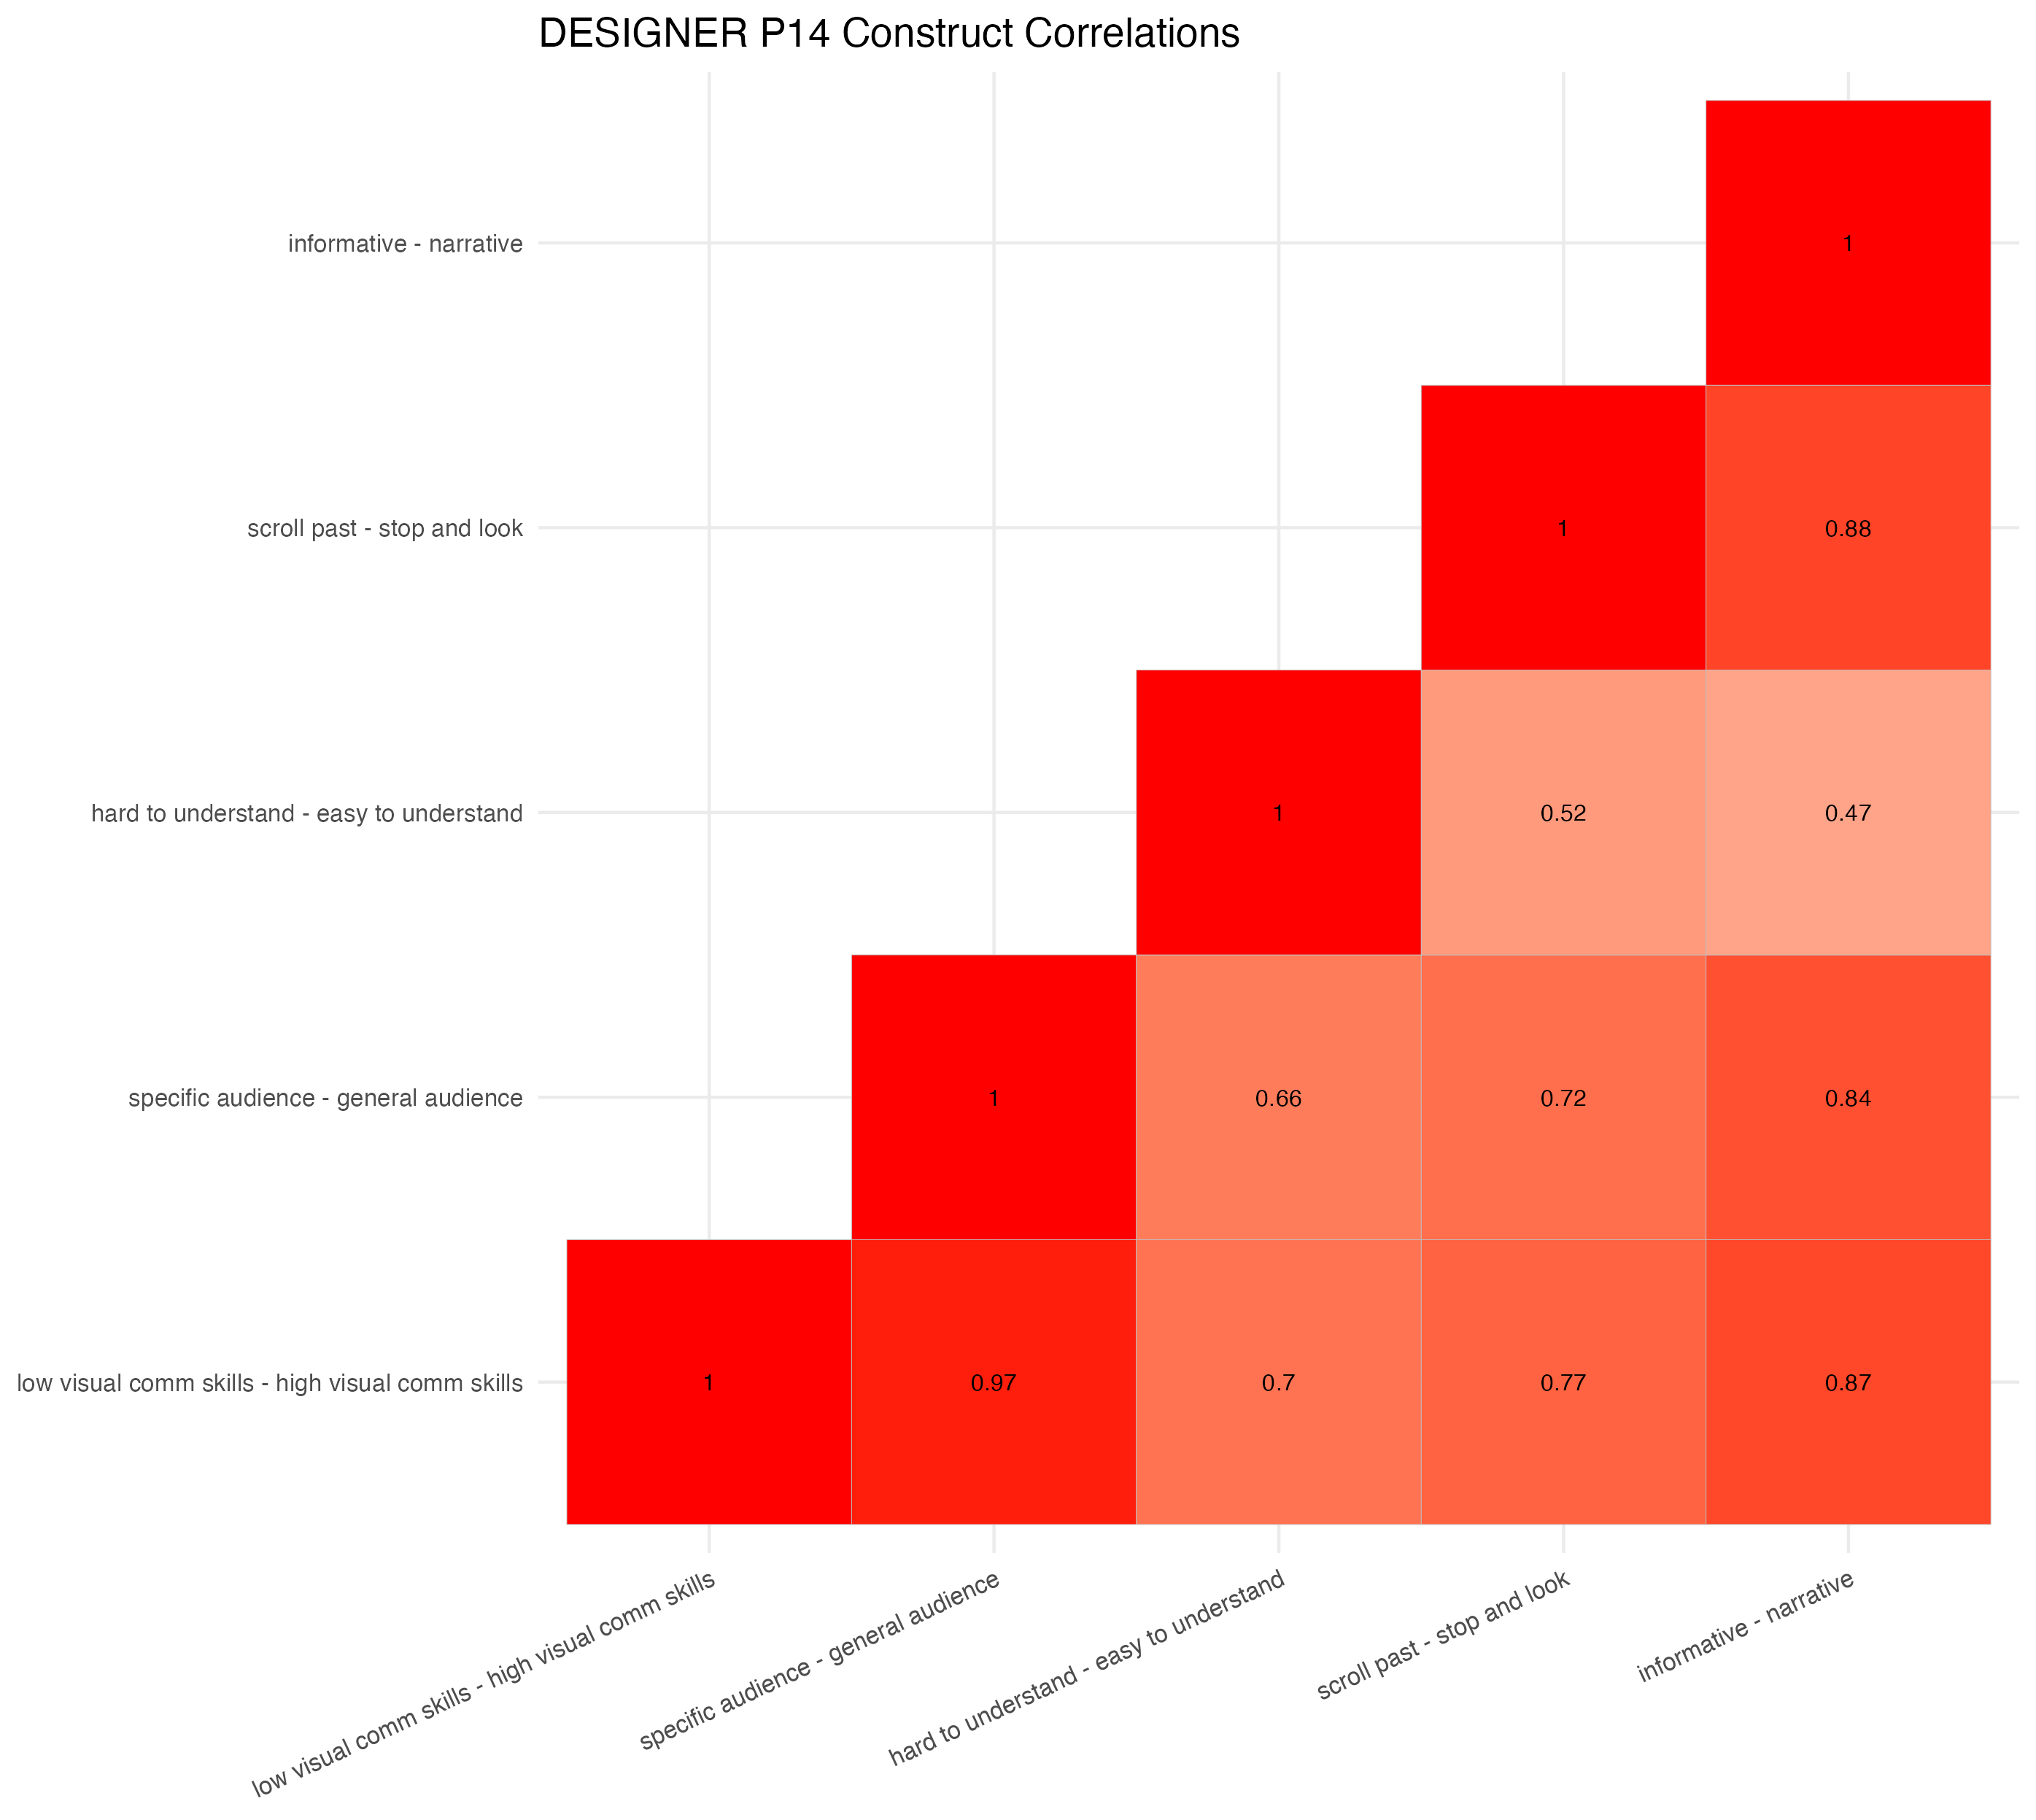 DESIGNER P14 Construct Correlations
informative - narrative
1
scroll past - stop and look
1
0.88
hard to understand - easy to understand
1
0.52
0.47
specific audience - general audience
1
0.66
0.72
0.84
low visual comm skills - high visual comm skills
1
0.97
0.7
0.77
0.87
low visual comm skills - high visual comm skills
specific audience - general audience
hard to understand - easy to understand
scroll past - stop and look
informative - narrative